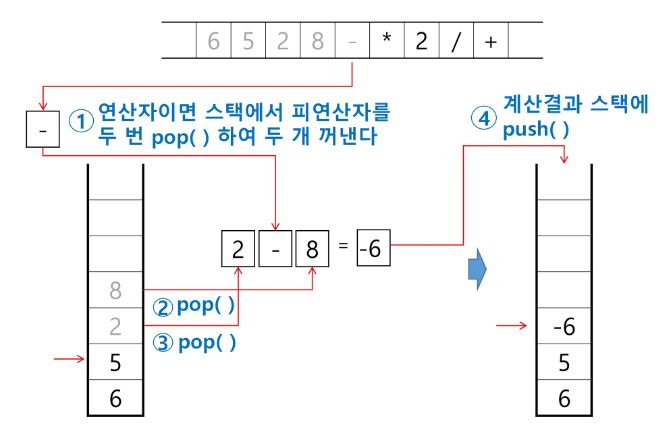 6 5 2 8 - * 2 / +
① 연산자이면 스택에서 피연산자를
두 번 pop( ) 하여 두 개 꺼낸다
-
④ 계산결과 스택에
push( )
2 - 8 = -6
8
② pop( )
2
③ pop( )
5
6
-6
5
6